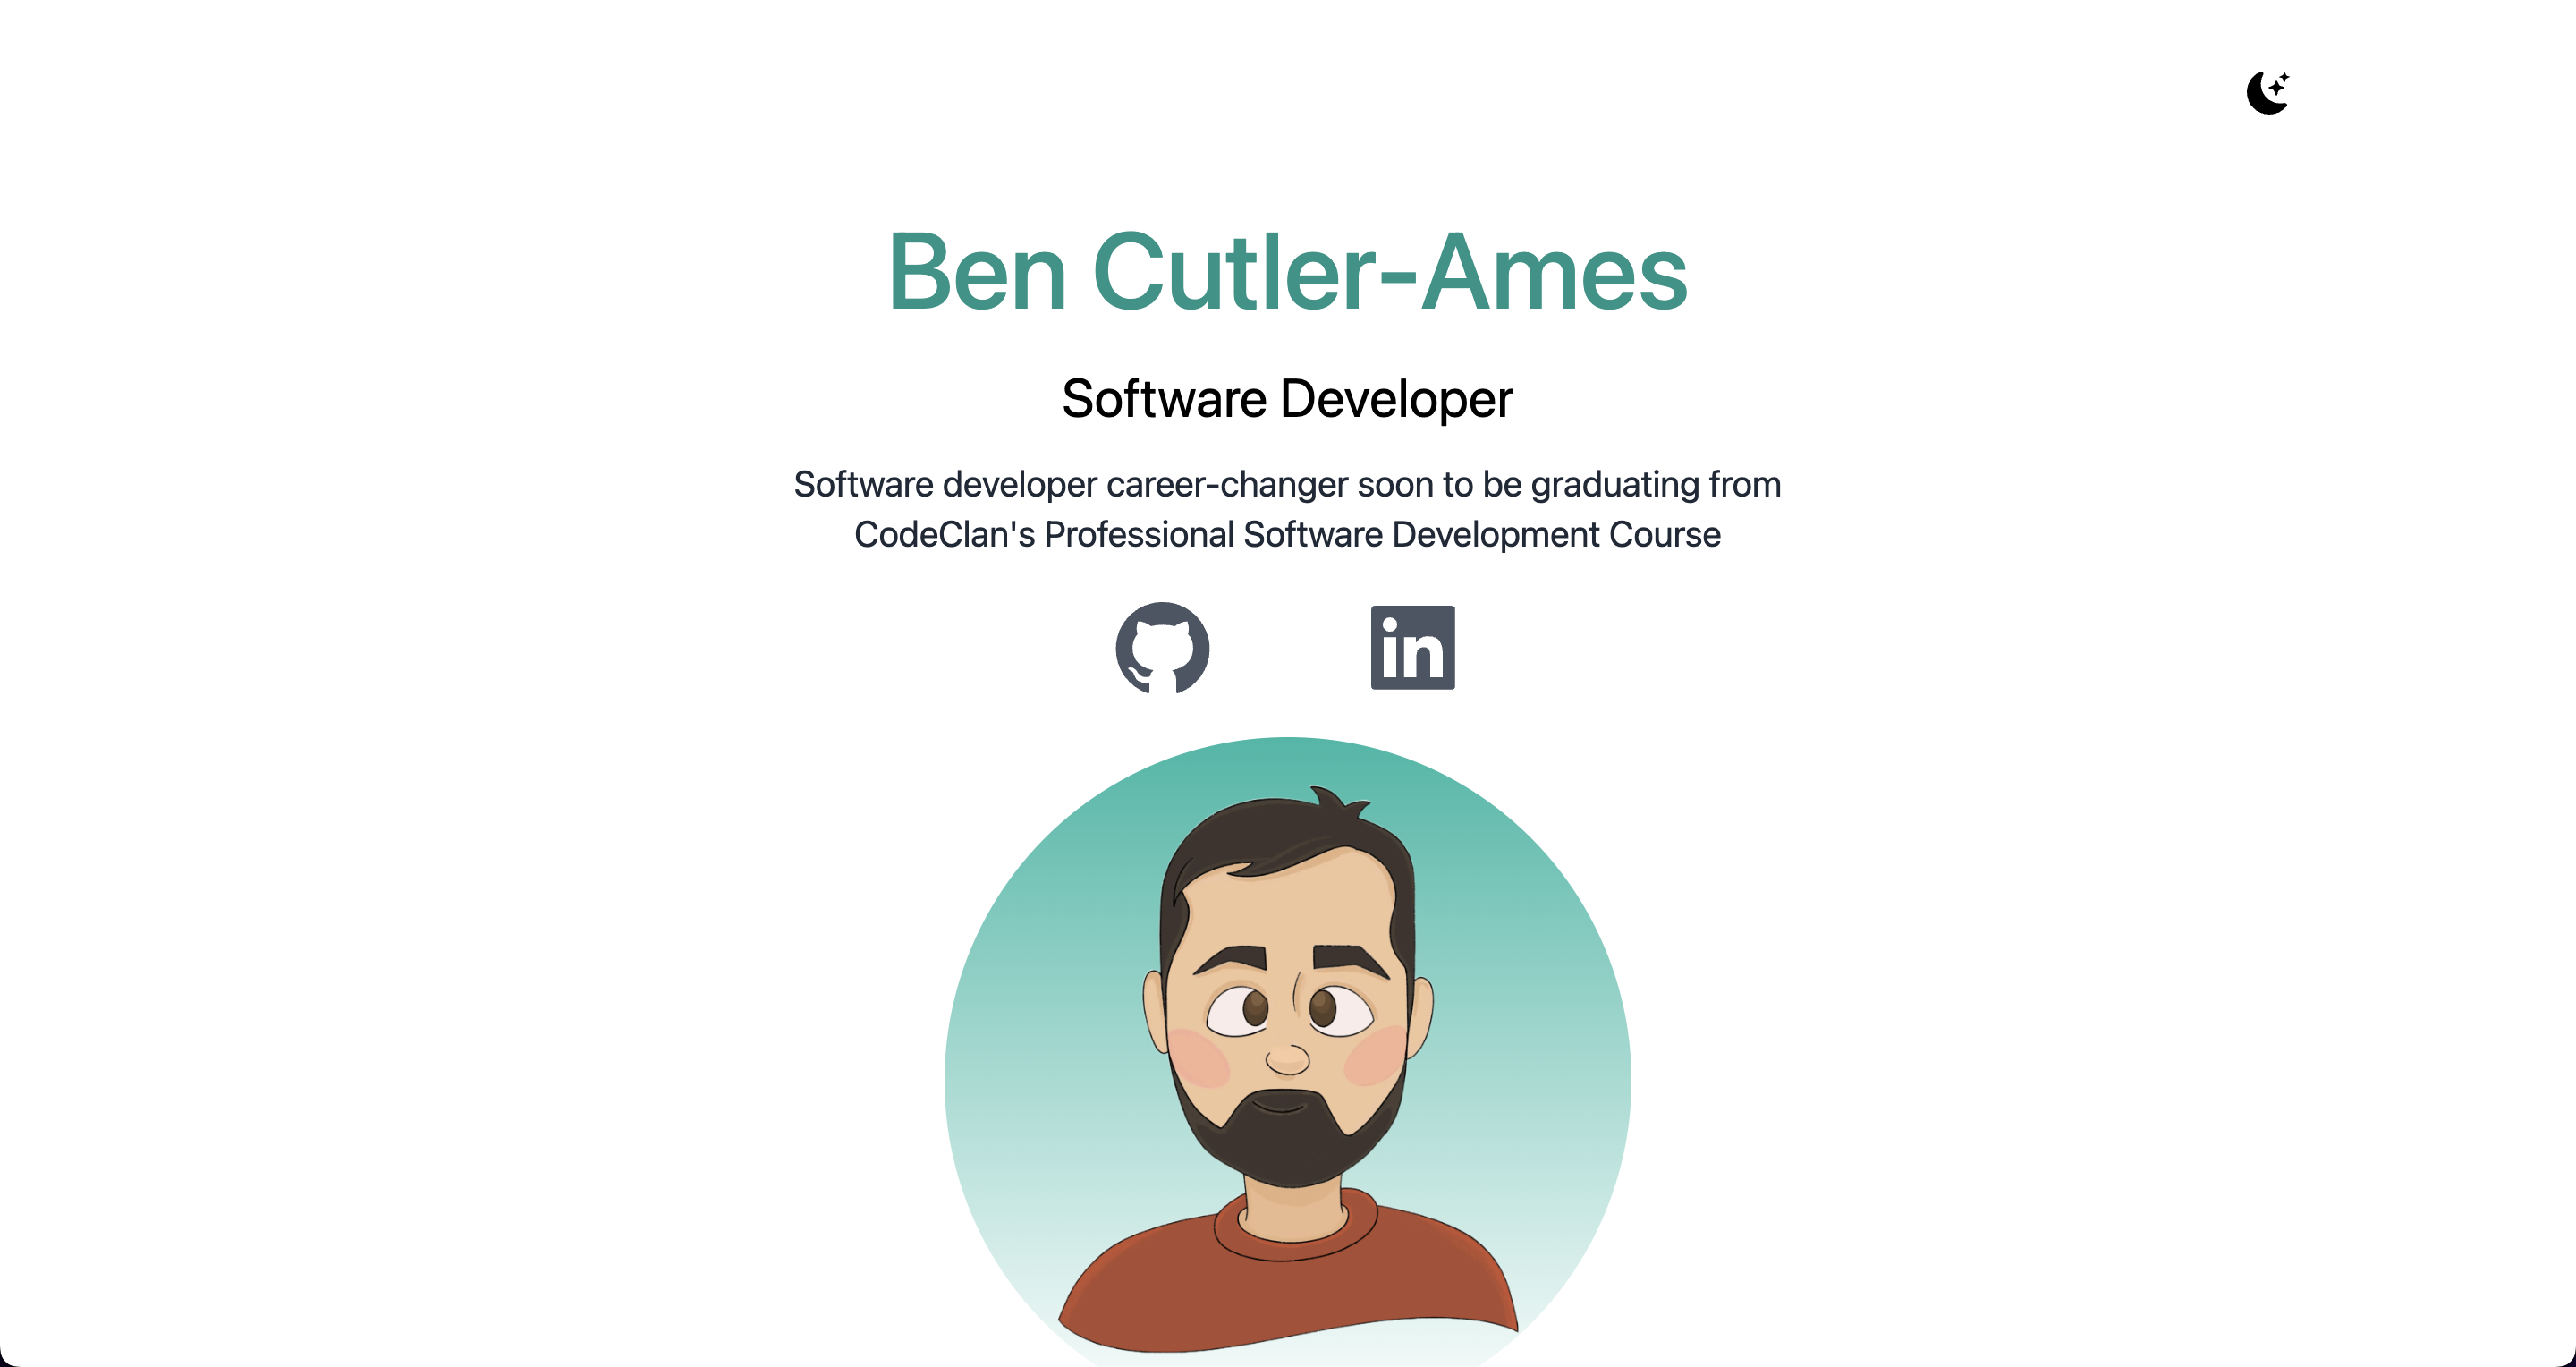 Ben Cutler-Ames
Software Developer
Software developer career-changer soon to be graduating from
CodeClan's Professional Software Development Course
in